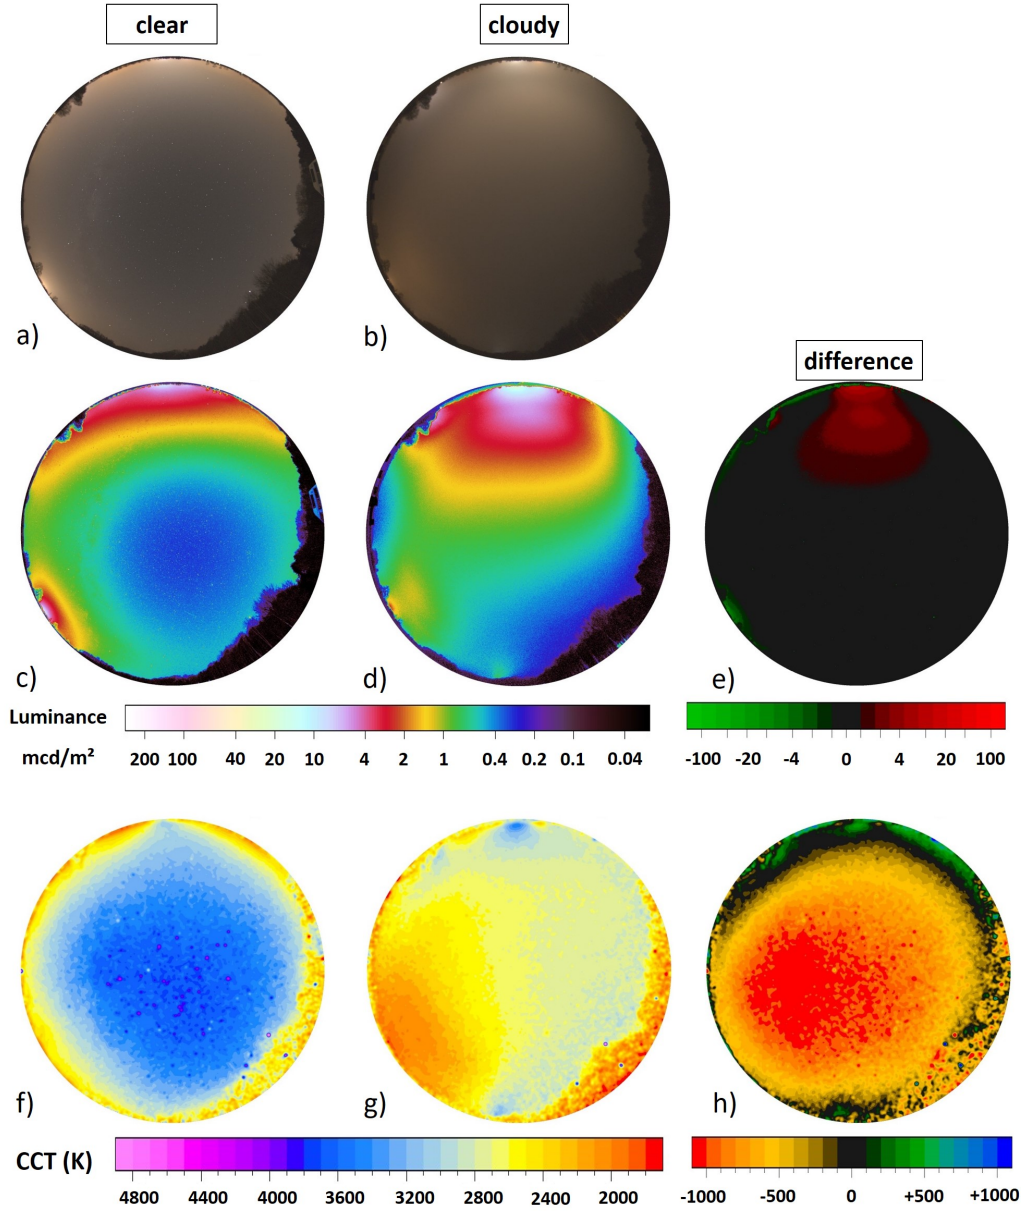 clear
cloudy
a)
b)
difference
c)
d)
e)
Luminance
mcd/m²
200 100 40 20 10 4 2 1 0.4 0.2 0.1 0.04
-100 -20 -4 0 4 20 100
f)
g)
h)
CCT (K)
4800 4400 4000 3600 3200 2800 2400 2000
-1000 -500 0 +500 +1000